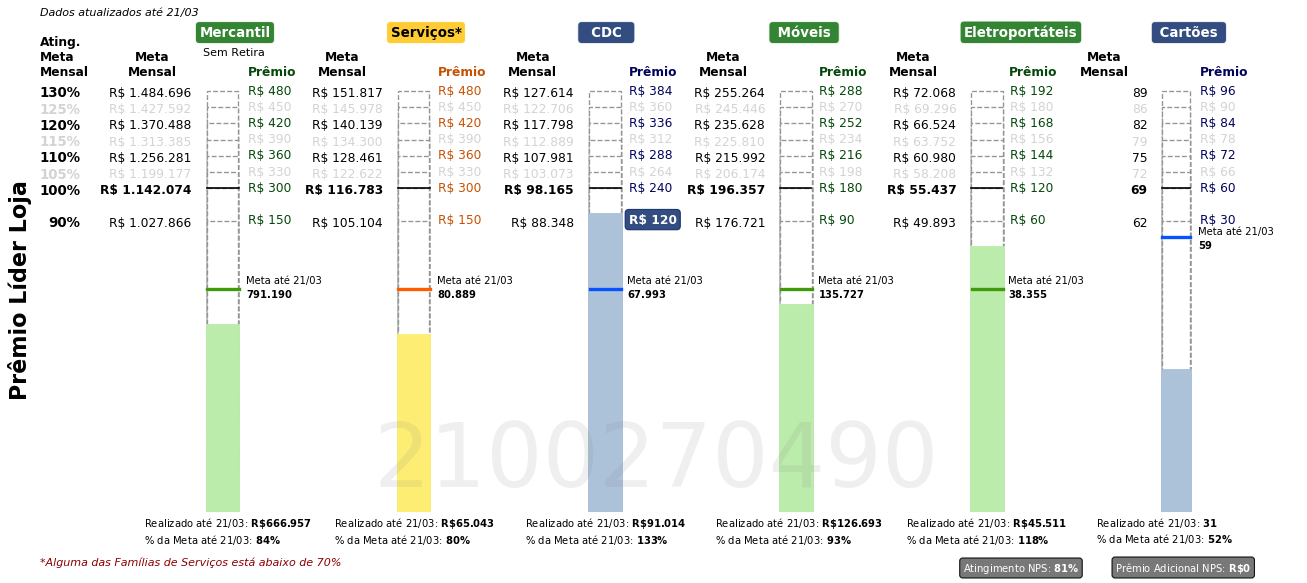 Dados atualizados até 21/03
Mercantil Serviços* CDC Móveis Eletroportáteis Cartões
Sem Retira
Ating. Meta Mensal
Meta Mensal Prêmio Meta Mensal Prêmio Meta Mensal Prêmio Meta Mensal Prêmio Meta Mensal Prêmio Meta Mensal Prêmio
130% R$ 1.484.696 R$ 480 R$ 151.817 R$ 480 R$ 127.614 R$ 384 R$ 255.264 R$ 288 R$ 72.068 R$ 192 89 R$ 96
125% R$ 1.427.592 R$ 450 R$ 145.978 R$ 450 R$ 122.706 R$ 360 R$ 245.446 R$ 270 R$ 69.296 R$ 180 86 R$ 90
120% R$ 1.370.488 R$ 420 R$ 140.139 R$ 420 R$ 117.798 R$ 336 R$ 235.628 R$ 252 R$ 66.524 R$ 168 82 R$ 84
115% R$ 1.313.385 R$ 390 R$ 134.300 R$ 390 R$ 112.889 R$ 312 R$ 225.810 R$ 234 R$ 63.752 R$ 156 79 R$ 78
110% R$ 1.256.281 R$ 360 R$ 128.461 R$ 360 R$ 107.981 R$ 288 R$ 215.992 R$ 216 R$ 60.980 R$ 144 75 R$ 72
105% R$ 1.199.177 R$ 330 R$ 122.622 R$ 330 R$ 103.073 R$ 264 R$ 206.174 R$ 198 R$ 58.208 R$ 132 72 R$ 66
100% R$ 1.142.074 R$ 300 R$ 116.783 R$ 300 R$ 98.165 R$ 240 R$ 196.357 R$ 180 R$ 55.437 R$ 120 69 R$ 60
90% R$ 1.027.866 R$ 150 R$ 105.104 R$ 150 R$ 88.348 R$ 120 R$ 176.721 R$ 90 R$ 49.893 R$ 60 62 R$ 30
Meta até 21/03
59
Meta até 21/03 Meta até 21/03 Meta até 21/03 Meta até 21/03 Meta até 21/03
791.190 80.889 67.993 135.727 38.355
Prêmio Líder Loja
2100270490
Realizado até 21/03: R$666.957 Realizado até 21/03: R$65.043 Realizado até 21/03: R$91.014 Realizado até 21/03: R$126.693 Realizado até 21/03: R$45.511 Realizado até 21/03: 31
% da Meta até 21/03: 84% % da Meta até 21/03: 80% % da Meta até 21/03: 133% % da Meta até 21/03: 93% % da Meta até 21/03: 118% % da Meta até 21/03: 52%
*Alguma das Famílias de Serviços está abaixo de 70%
Atingimento NPS: 81% Prêmio Adicional NPS: R$0